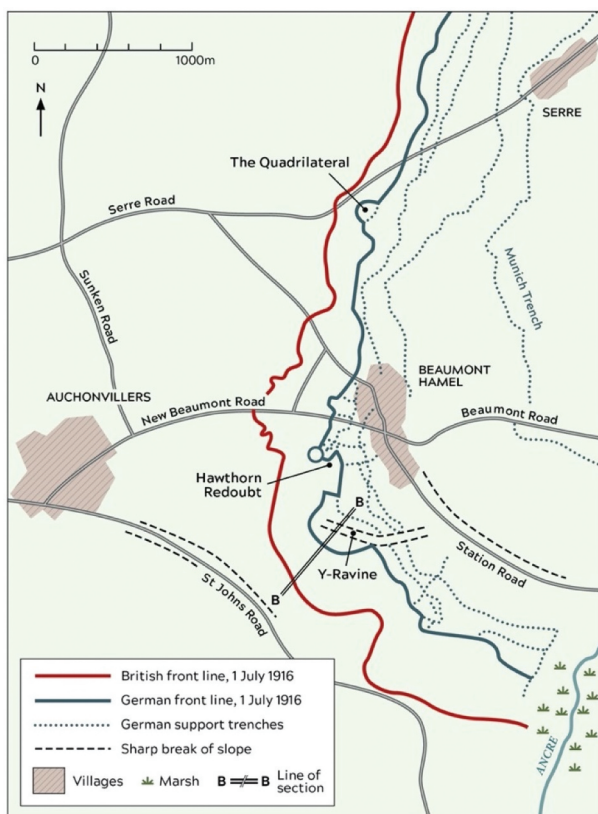 0
1000m
N
SERRE
The Quadrilateral
Serre Road
Sunken Road
Munich Trench
AUCHONVILLERS
New Beaumont Road
BEAUMONT
HAMEL
Beaumont Road
Hawthorn
Redoubt
B
Y-Ravine
B
Station Road
St Johns Road
ANCRE
British front line, 1 July 1916
German front line, 1 July 1916
German support trenches
Sharp break of slope
Villages
Marsh
B B Line of
section